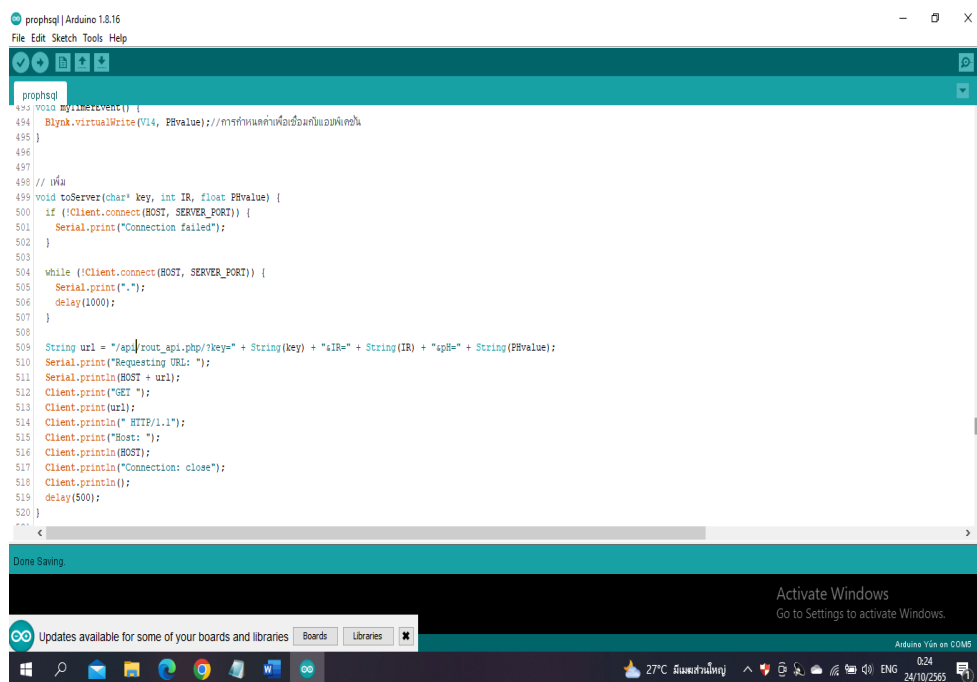 prophsql | Arduino 1.8.16
File Edit Sketch Tools Help
prophsql
493 void myTimerEvent() {
494 Blynk.virtualWrite(V14, PHvalue);//การกำหนดค่าเพื่อเชื่อมกับแอปพิเคชั่น
495 }
496
497
498 // เพิ่ม
499 void toServer(char* key, int IR, float PHvalue) {
500 if (!Client.connect(HOST, SERVER_PORT)) {
501 Serial.print("Connection failed");
502 }
503
504 while (!Client.connect(HOST, SERVER_PORT)) {
505 Serial.print(".");
506 delay(1000);
507 }
508
509 String url = "/api/rout_api.php/?key=" + String(key) + "&IR=" + String(IR) + "&pH=" + String(PHvalue);
510 Serial.print("Requesting URL: ");
511 Serial.println(HOST + url);
512 Client.print("GET ");
513 Client.print(url);
514 Client.println(" HTTP/1.1");
515 Client.print("Host: ");
516 Client.println(HOST);
517 Client.println("Connection: close");
518 Client.println();
519 delay(500);
520 }
Done Saving.
Activate Windows
Go to Settings to activate Windows.
Updates available for some of your boards and libraries Boards Libraries
Arduino Yún on COM5
27°C มีเมฆส่วนใหญ่ ENG 0:24
24/10/2565